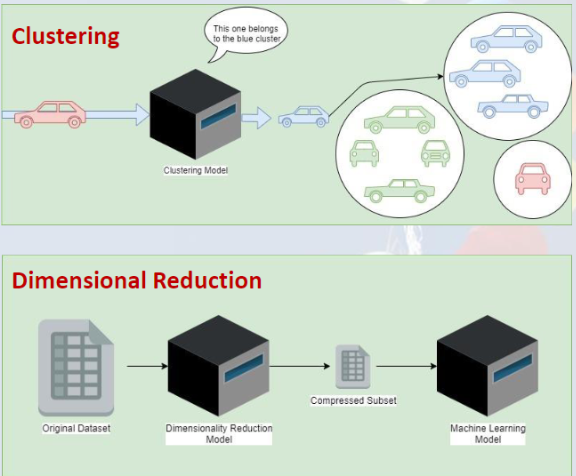 Clustering
This one belongs
to the blue cluster.
Clustering Model
Dimensional Reduction
Original Dataset
Dimensionality Reduction
Model
Compressed Subset
Machine Learning
Model